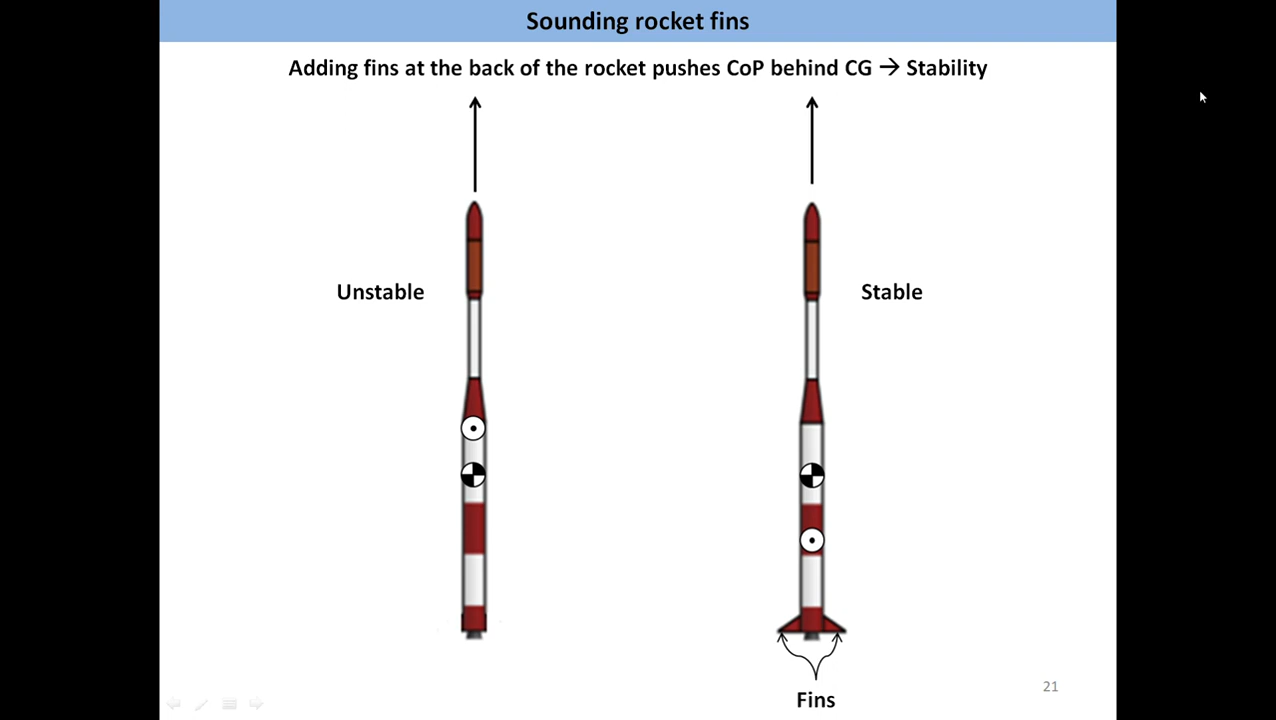 Sounding rocket fins
Adding fins at the back of the rocket pushes CoP behind CG → Stability
Unstable
Stable
Fins
21